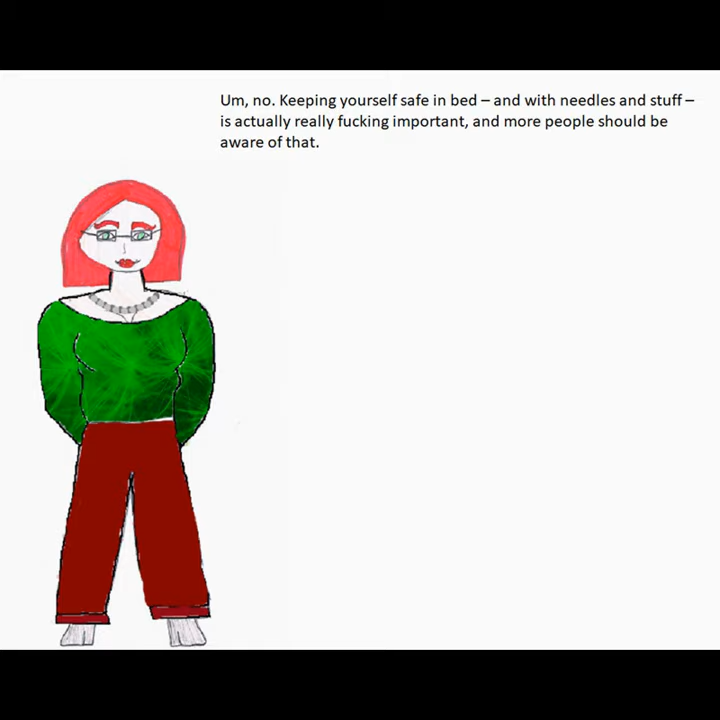 Um, no. Keeping yourself safe in bed – and with needles and stuff –
is actually really fucking important, and more people should be
aware of that.